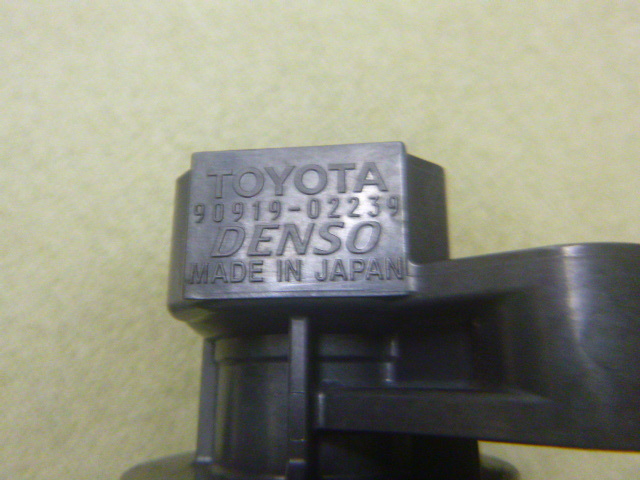 TOYOTA
90919-02239
DENSO
MADE IN JAPAN